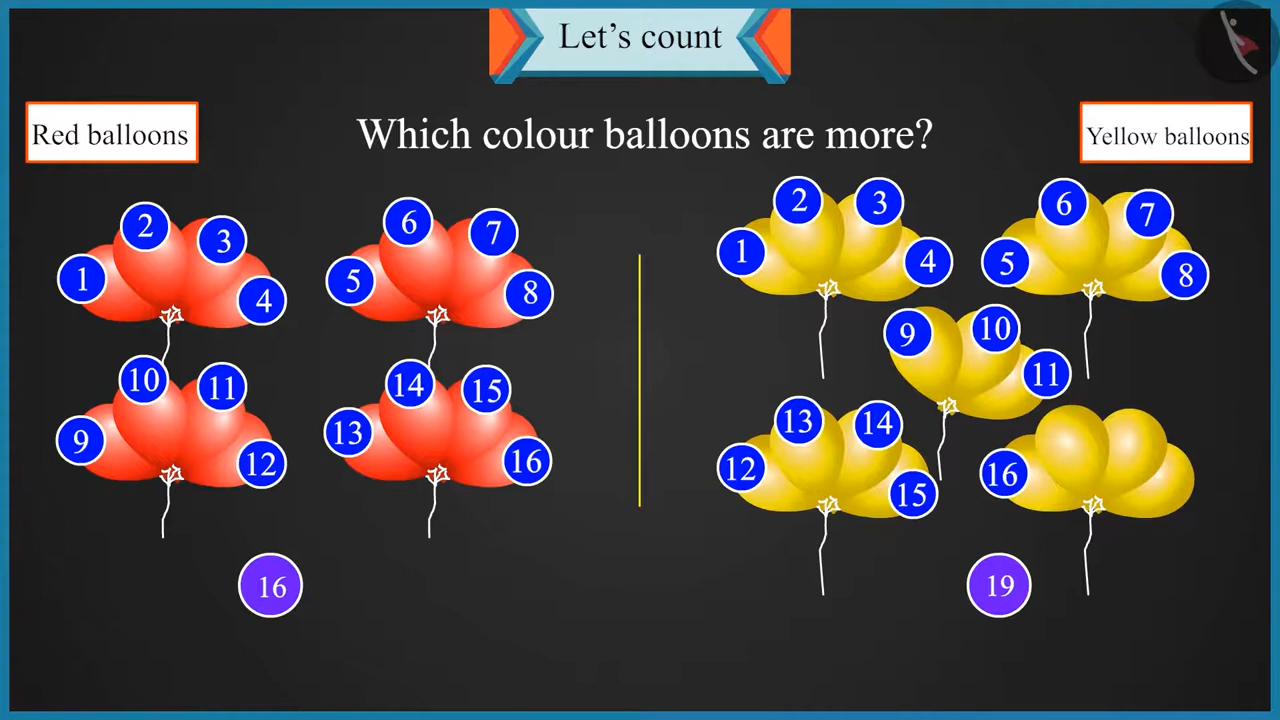 Let's count
Red balloons
Which colour balloons are more?
Yellow balloons
1 2 3 4
5 6 7 8
9 10 11 12
13 14 15 16
16
1 2 3 4
5 6 7 8
9 10 11
12 13 14 15
16
19